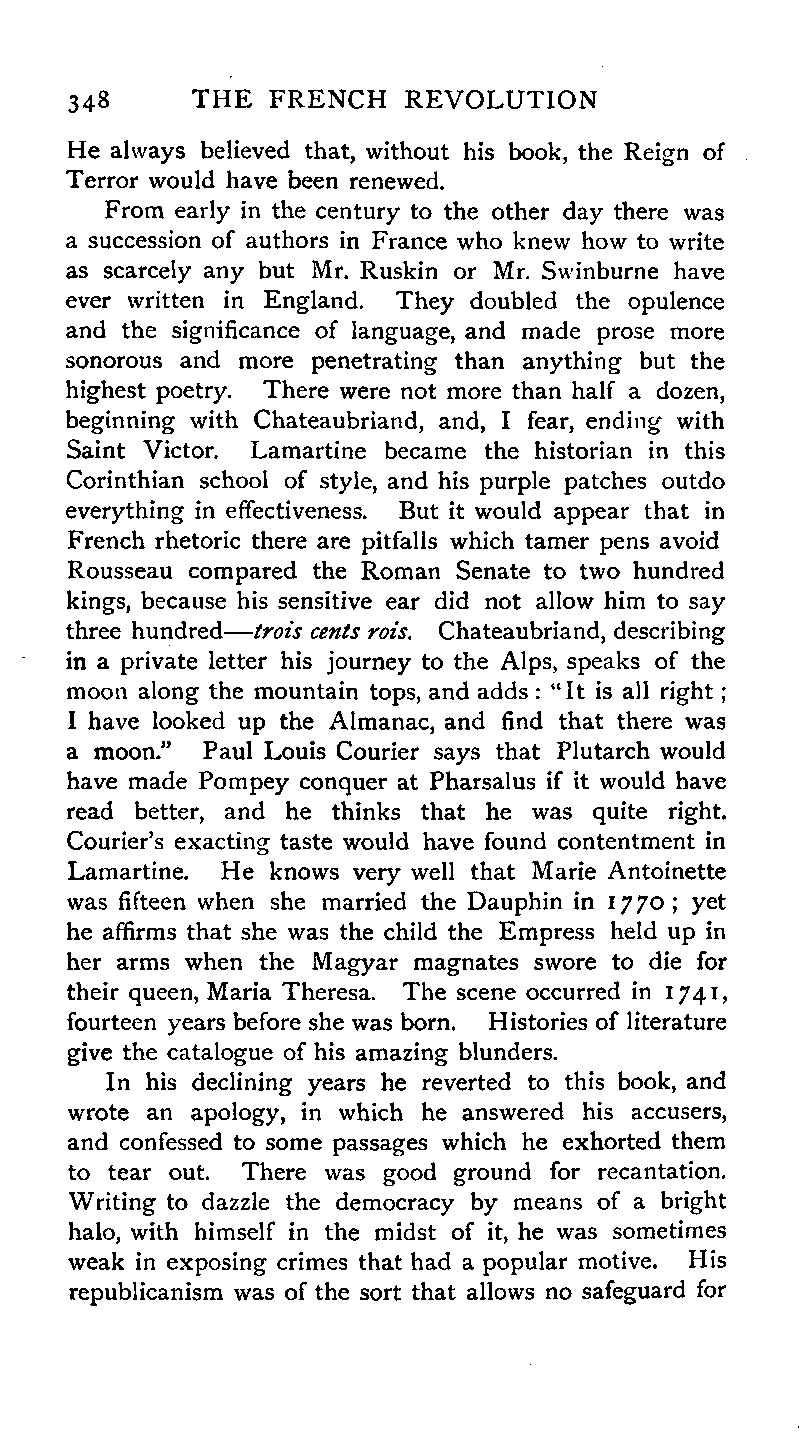 348 THE FRENCH REVOLUTION
He always believed that, without his book, the Reign of
Terror would have been renewed.
From early in the century to the other day there was
a succession of authors in France who knew how to write
as scarcely any but Mr. Ruskin or Mr. Swinburne have
ever written in England. They doubled the opulence
and the significance of language, and made prose more
sonorous and more penetrating than anything but the
highest poetry. There were not more than half a dozen,
beginning with Chateaubriand, and, I fear, ending with
Saint Victor. Lamartine became the historian in this
Corinthian school of style, and his purple patches outdo
everything in effectiveness. But it would appear that in
French rhetoric there are pitfalls which tamer pens avoid
Rousseau compared the Roman Senate to two hundred
kings, because his sensitive ear did not allow him to say
three hundred—trois cents rois. Chateaubriand, describing
in a private letter his journey to the Alps, speaks of the
moon along the mountain tops, and adds: "It is all right;
I have looked up the Almanac, and find that there was
a moon." Paul Louis Courier says that Plutarch would
have made Pompey conquer at Pharsalus if it would have
read better, and he thinks that he was quite right.
Courier's exacting taste would have found contentment in
Lamartine. He knows very well that Marie Antoinette
was fifteen when she married the Dauphin in 1770; yet
he affirms that she was the child the Empress held up in
her arms when the Magyar magnates swore to die for
their queen, Maria Theresa. The scene occurred in 1741,
fourteen years before she was born. Histories of literature
give the catalogue of his amazing blunders.
In his declining years he reverted to this book, and
wrote an apology, in which he answered his accusers,
and confessed to some passages which he exhorted them
to tear out. There was good ground for recantation.
Writing to dazzle the democracy by means of a bright
halo, with himself in the midst of it, he was sometimes
weak in exposing crimes that had a popular motive. His
republicanism was of the sort that allows no safeguard for